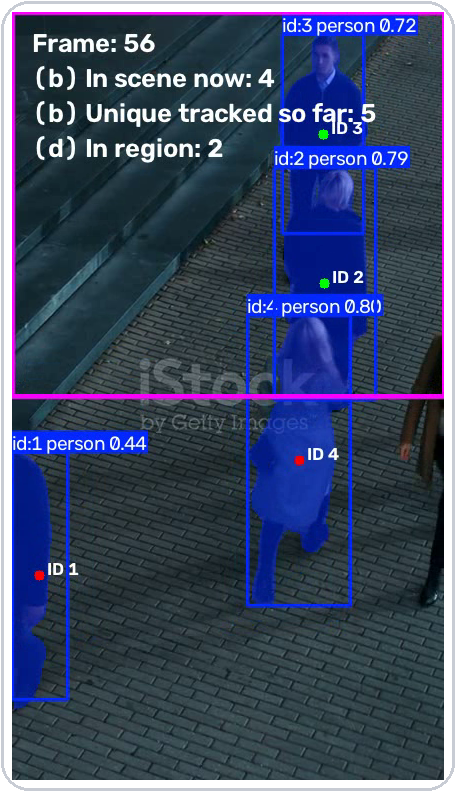 id:3 person 0.72
Frame: 56
(b) In scene now: 4
(b) Unique tracked so far: 5
ID 3
(d) In region: 2
id:2 person 0.79
ID 2
id:4 person 0.80
iStock
by Getty Images
id:1 person 0.44
ID 4
ID 1